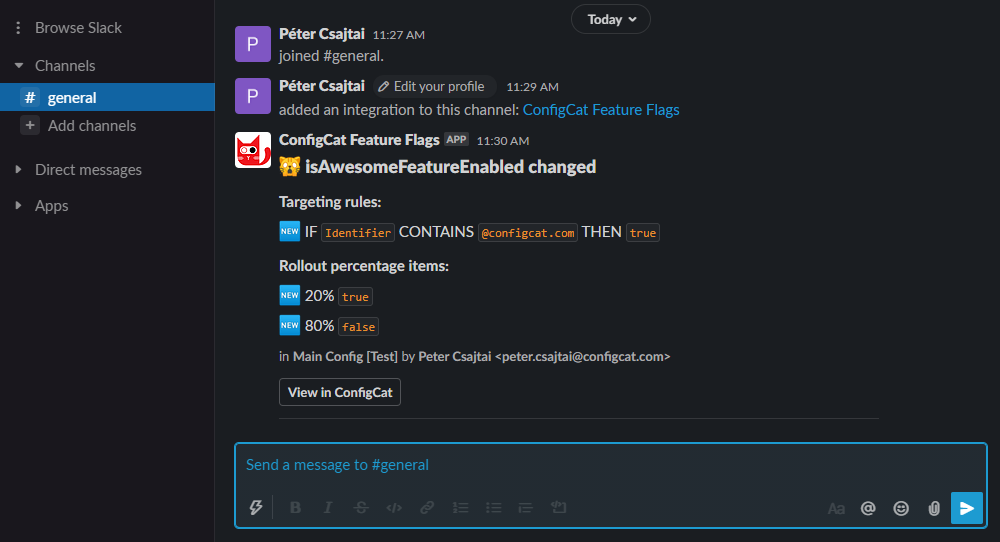 Browse Slack
Channels
# general
+ Add channels
Direct messages
Apps
Today
P
Péter Csajtai 11:27 AM
joined #general.
P
Péter Csajtai Edit your profile 11:29 AM
added an integration to this channel: ConfigCat Feature Flags
ConfigCat Feature Flags APP 11:30 AM
isAwesomeFeatureEnabled changed
Targeting rules:
NEW IF Identifier CONTAINS @configcat.com THEN true
Rollout percentage items:
NEW 20% true
NEW 80% false
in Main Config [Test] by Peter Csajtai <peter.csajtai@configcat.com>
View in ConfigCat
Send a message to #general
B I S </> Aa @